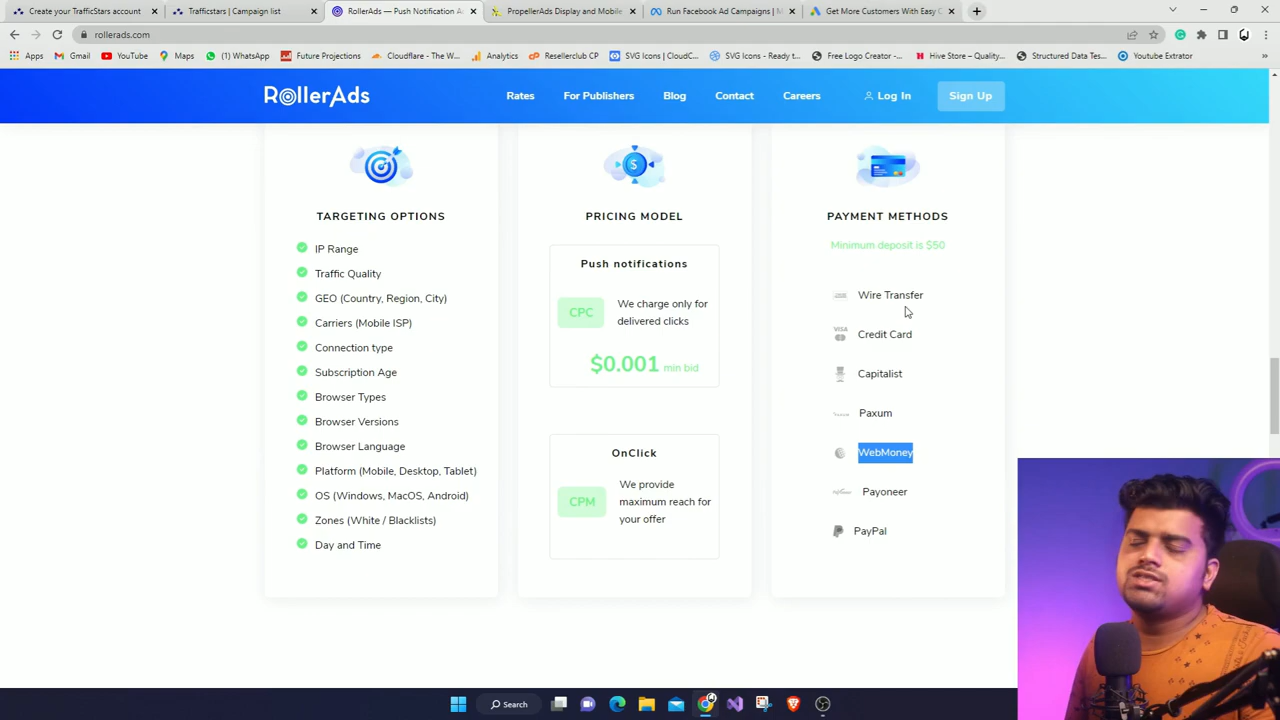 Create your TrafficStars account
Trafficstars | Campaign list
RollerAds — Push Notification A
PropellerAds Display and Mobile
Run Facebook Ad Campaigns | M
Get More Customers With Easy D
rollerads.com
Apps
Gmail
YouTube
Maps
(1) WhatsApp
Future Projections
Cloudflare - The W...
Analytics
Resellerclub CP
SVG Icons | CloudC...
SVG Icons - Ready t...
Free Logo Creator -...
Hive Store – Quality...
Structured Data Tes...
Youtube Extrator
RollerAds
Rates
For Publishers
Blog
Contact
Careers
Log In
Sign Up
TARGETING OPTIONS
IP Range
Traffic Quality
GEO (Country, Region, City)
Carriers (Mobile ISP)
Connection type
Subscription Age
Browser Types
Browser Versions
Browser Language
Platform (Mobile, Desktop, Tablet)
OS (Windows, MacOS, Android)
Zones (White / Blacklists)
Day and Time
PRICING MODEL
Push notifications
CPC
We charge only for
delivered clicks
$0.001 min bid
OnClick
CPM
We provide
maximum reach for
your offer
PAYMENT METHODS
Minimum deposit is $50
Wire Transfer
VISA
Credit Card
Capitalist
Paxum
WebMoney
Payoneer
PayPal
Search